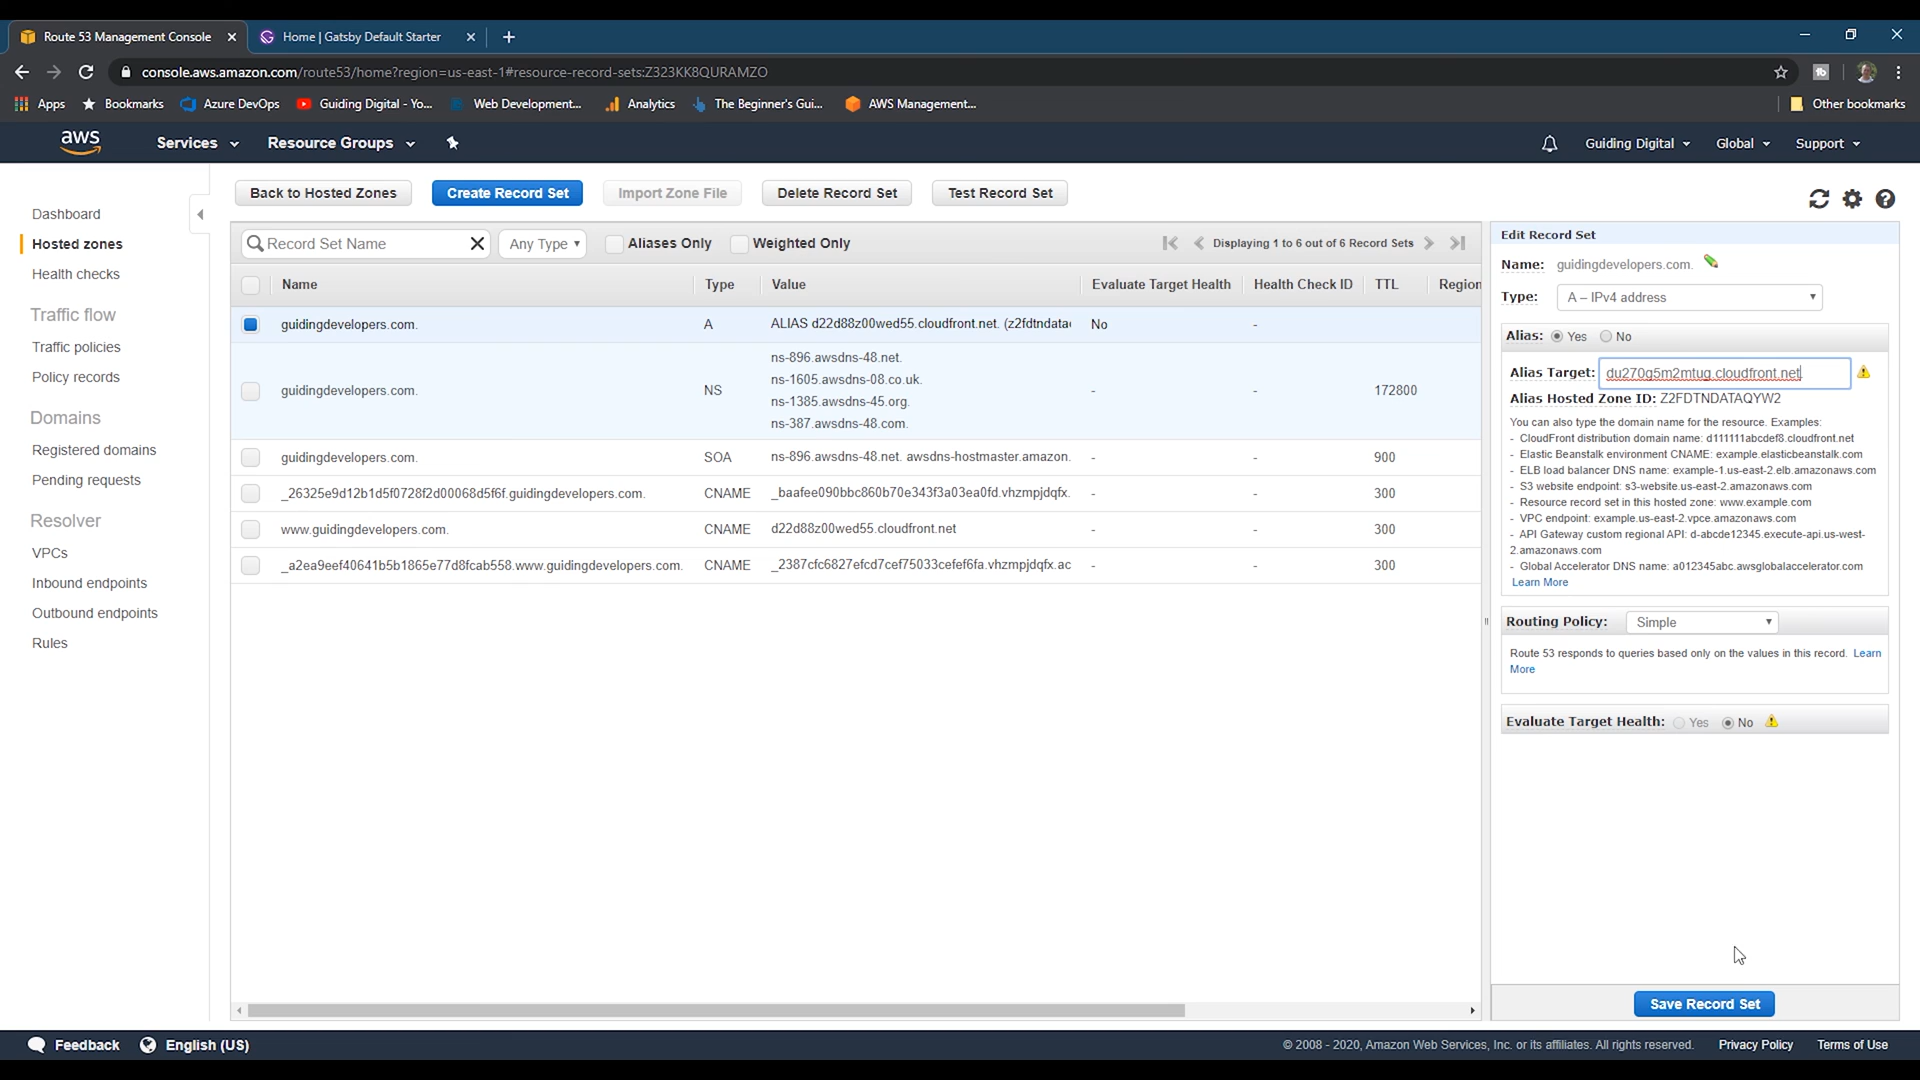 Route 53 Management Console
Home | Gatsby Default Starter
console.aws.amazon.com/route53/home?region=us-east-1#resource-record-sets:Z323KK8QURAMZO
Apps
Bookmarks
Azure DevOps
Guiding Digital - Yo...
Web Development...
Analytics
The Beginner's Gui...
AWS Management...
Other bookmarks
aws
Services
Resource Groups
Guiding Digital
Global
Support
Dashboard
Hosted zones
Health checks
Traffic flow
Traffic policies
Policy records
Domains
Registered domains
Pending requests
Resolver
VPCs
Inbound endpoints
Outbound endpoints
Rules
Back to Hosted Zones
Create Record Set
Import Zone File
Delete Record Set
Test Record Set
Record Set Name
Any Type
Aliases Only
Weighted Only
Displaying 1 to 6 out of 6 Record Sets
Name Type Value Evaluate Target Health Health Check ID TTL Region
guidingdevelopers.com. A ALIAS d22d88z00wed55.cloudfront.net. (z2fdtndata No -
guidingdevelopers.com. NS ns-896.awsdns-48.net.
ns-1605.awsdns-08.co.uk.
ns-1385.awsdns-45.org.
ns-387.awsdns-48.com.
- - 172800
guidingdevelopers.com. SOA ns-896.awsdns-48.net. awsdns-hostmaster.amazon. - - 900
_26325e9d12b1d5f0728f2d00068d5f6f.guidingdevelopers.com. CNAME _baafee090bbc860b70e343f3a03ea0fd.vhzmpjdqfx. - - 300
www.guidingdevelopers.com. CNAME d22d88z00wed55.cloudfront.net - - 300
_a2ea9eef40641b5b1865e77d8fcab558.www.guidingdevelopers.com. CNAME _2387cfc6827efcd7cef75033cefef6fa.vhzmpjdqfx.ac - - 300
Edit Record Set
Name: guidingdevelopers.com.
Type: A – IPv4 address
Alias: Yes No
Alias Target: du270g5m2mtug.cloudfront.net
Alias Hosted Zone ID: Z2FDTNDATAQYW2
You can also type the domain name for the resource. Examples:
- CloudFront distribution domain name: d111111abcdef8.cloudfront.net
- Elastic Beanstalk environment CNAME: example.elasticbeanstalk.com
- ELB load balancer DNS name: example-1.us-east-2.elb.amazonaws.com
- S3 website endpoint: s3-website.us-east-2.amazonaws.com
- Resource record set in this hosted zone: www.example.com
- VPC endpoint: example.us-east-2.vpce.amazonaws.com
- API Gateway custom regional API: d-abcde12345.execute-api.us-west-
2.amazonaws.com
- Global Accelerator DNS name: a012345abc.awsglobalaccelerator.com
Learn More
Routing Policy: Simple
Route 53 responds to queries based only on the values in this record. Learn
More
Evaluate Target Health: Yes No
Save Record Set
Feedback
English (US)
© 2008 - 2020, Amazon Web Services, Inc. or its affiliates. All rights reserved.
Privacy Policy
Terms of Use